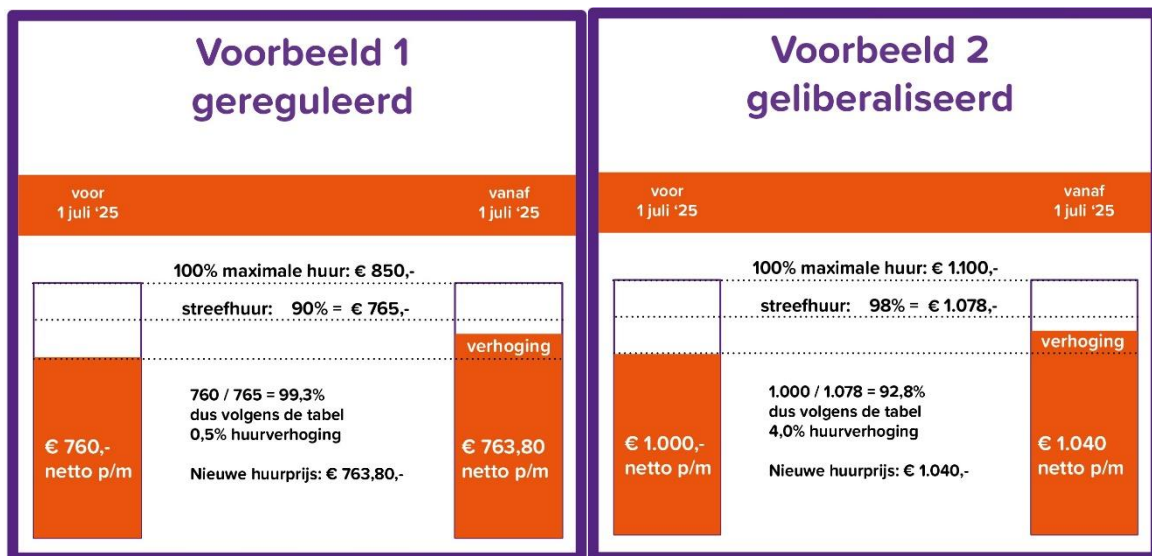 Voorbeeld 1
gereguleerd
voor
1 juli ‘25
vanaf
1 juli ‘25
100% maximale huur: € 850,-
streefhuur: 90% = € 765,-
verhoging
760 / 765 = 99,3%
dus volgens de tabel
0,5% huurverhoging
Nieuwe huurprijs: € 763,80,-
€ 760,-
netto p/m
€ 763,80
netto p/m
Voorbeeld 2
geliberaliseerd
voor
1 juli ‘25
vanaf
1 juli ‘25
100% maximale huur: € 1.100,-
streefhuur: 98% = € 1.078,-
verhoging
1.000 / 1.078 = 92,8%
dus volgens de tabel
4,0% huurverhoging
Nieuwe huurprijs: € 1.040,-
€ 1.000,-
netto p/m
€ 1.040
netto p/m